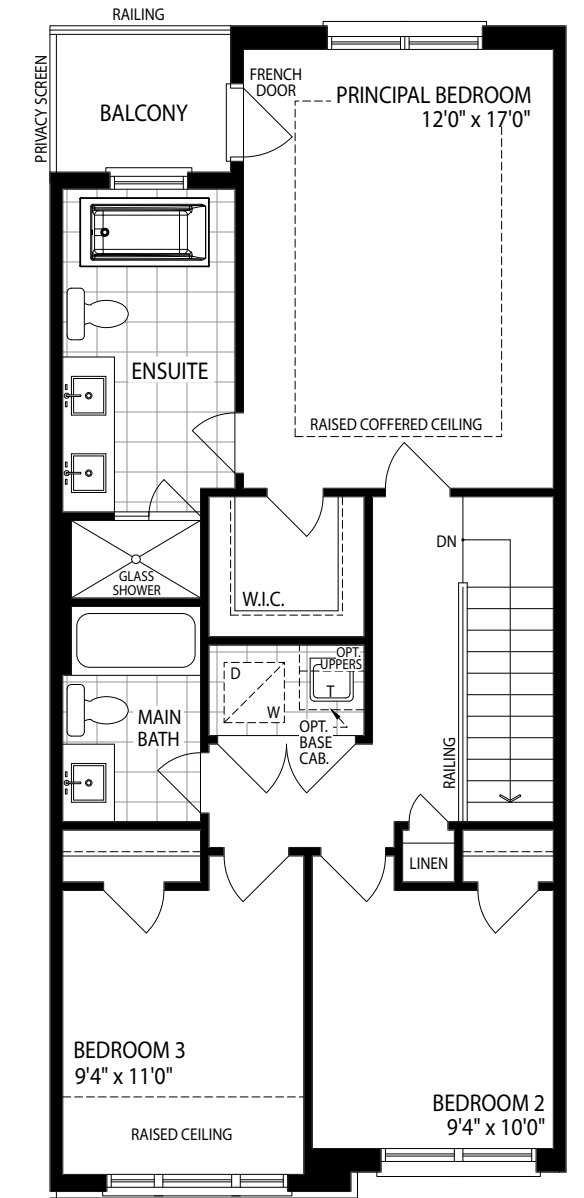 RAILING
PRIVACY SCREEN
BALCONY
FRENCH
DOOR
PRINCIPAL BEDROOM
12'0" x 17'0"
ENSUITE
RAISED COFFERED CEILING
DN
GLASS
SHOWER
W.I.C.
OPT.
UPPERS
D
W
T
OPT.
BASE
CAB.
MAIN
BATH
RAILING
LINEN
BEDROOM 3
9'4" x 11'0"
RAISED CEILING
BEDROOM 2
9'4" x 10'0"